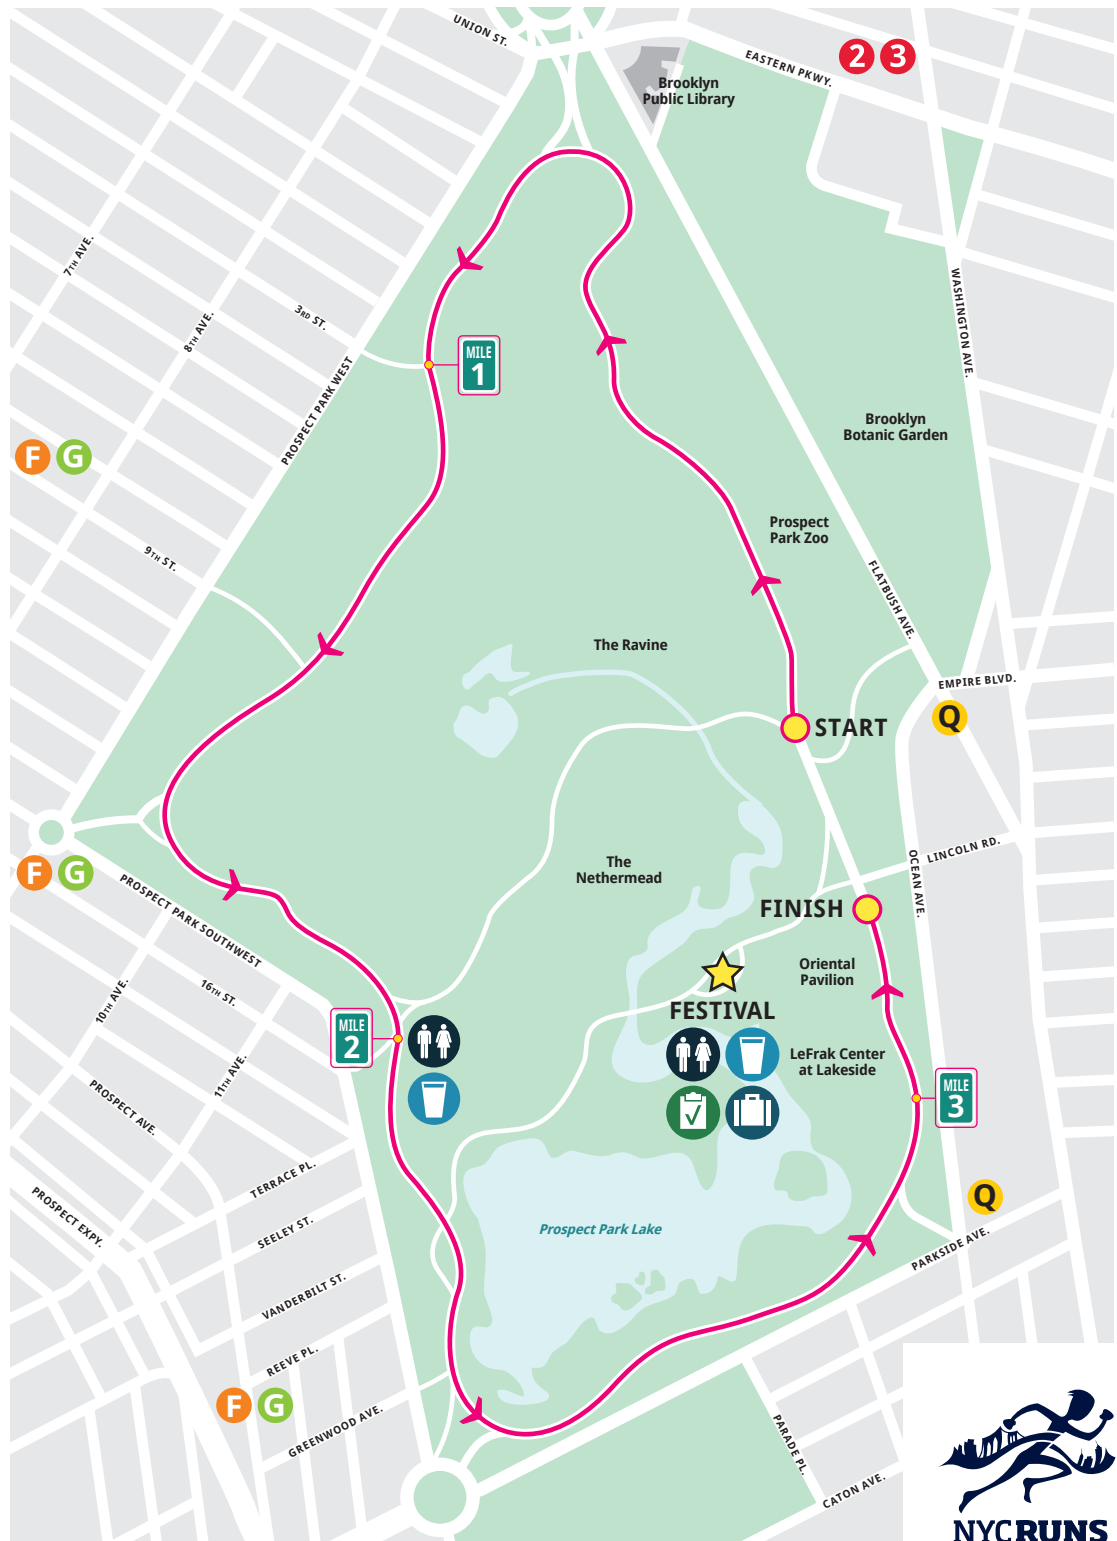 UNION ST.
EASTERN PKWY.
2 3
Brooklyn
Public Library
7TH AVE.
8TH AVE.
3RD ST.
PROSPECT PARK WEST
WASHINGTON AVE.
MILE
1
Brooklyn
Botanic Garden
F G
9TH ST.
Prospect
Park Zoo
FLATBUSH AVE.
The Ravine
EMPIRE BLVD.
Q
START
LINCOLN RD.
OCEAN AVE.
F G
The
Nethermead
PROSPECT PARK SOUTHWEST
FINISH
16TH ST.
10TH AVE.
Oriental
Pavilion
FESTIVAL
MILE
2
LeFrak Center
at Lakeside
11TH AVE.
PROSPECT AVE.
MILE
3
TERRACE PL.
PROSPECT EXPY.
SEELEY ST.
Q
Prospect Park Lake
PARKSIDE AVE.
VANDERBILT ST.
REEVE PL.
F G
GREENWOOD AVE.
PARADE PL.
CATON AVE.
NYCRUNS